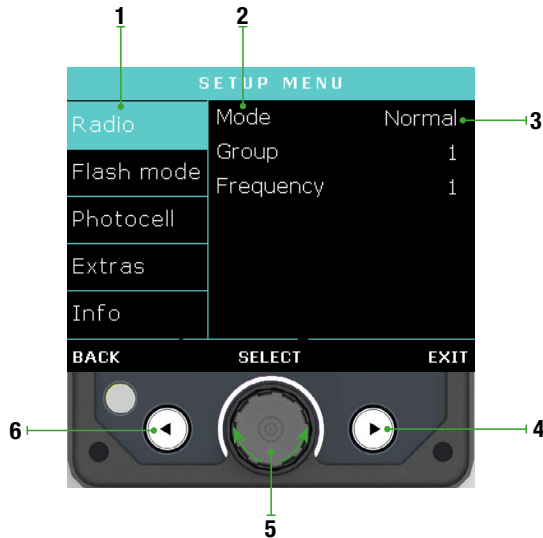 1 2
SETUP MENU
Radio Mode Normal 3
Group 1
Flash mode
Frequency 1
Photocell
Extras
Info
BACK SELECT EXIT
6 4
5